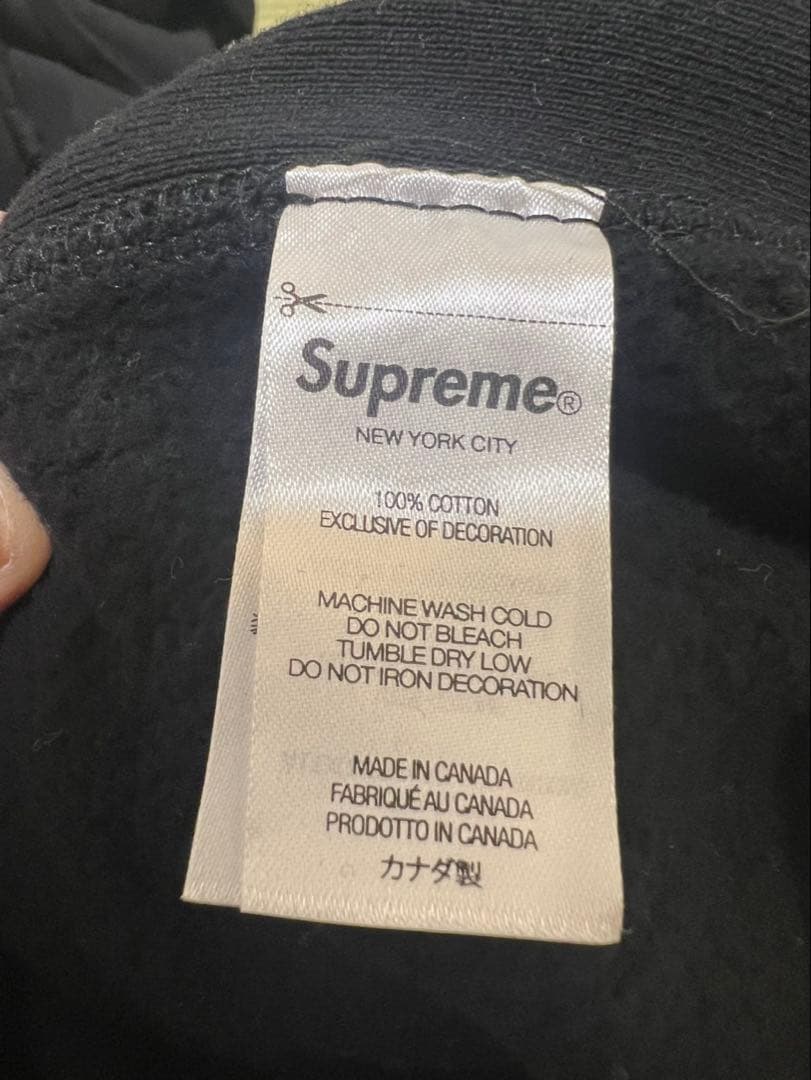 Supreme®
NEW YORK CITY
100% COTTON
EXCLUSIVE OF DECORATION
MACHINE WASH COLD
DO NOT BLEACH
TUMBLE DRY LOW
DO NOT IRON DECORATION
MADE IN CANADA
FABRIQUÉ AU CANADA
PRODOTTO IN CANADA
カナダ製